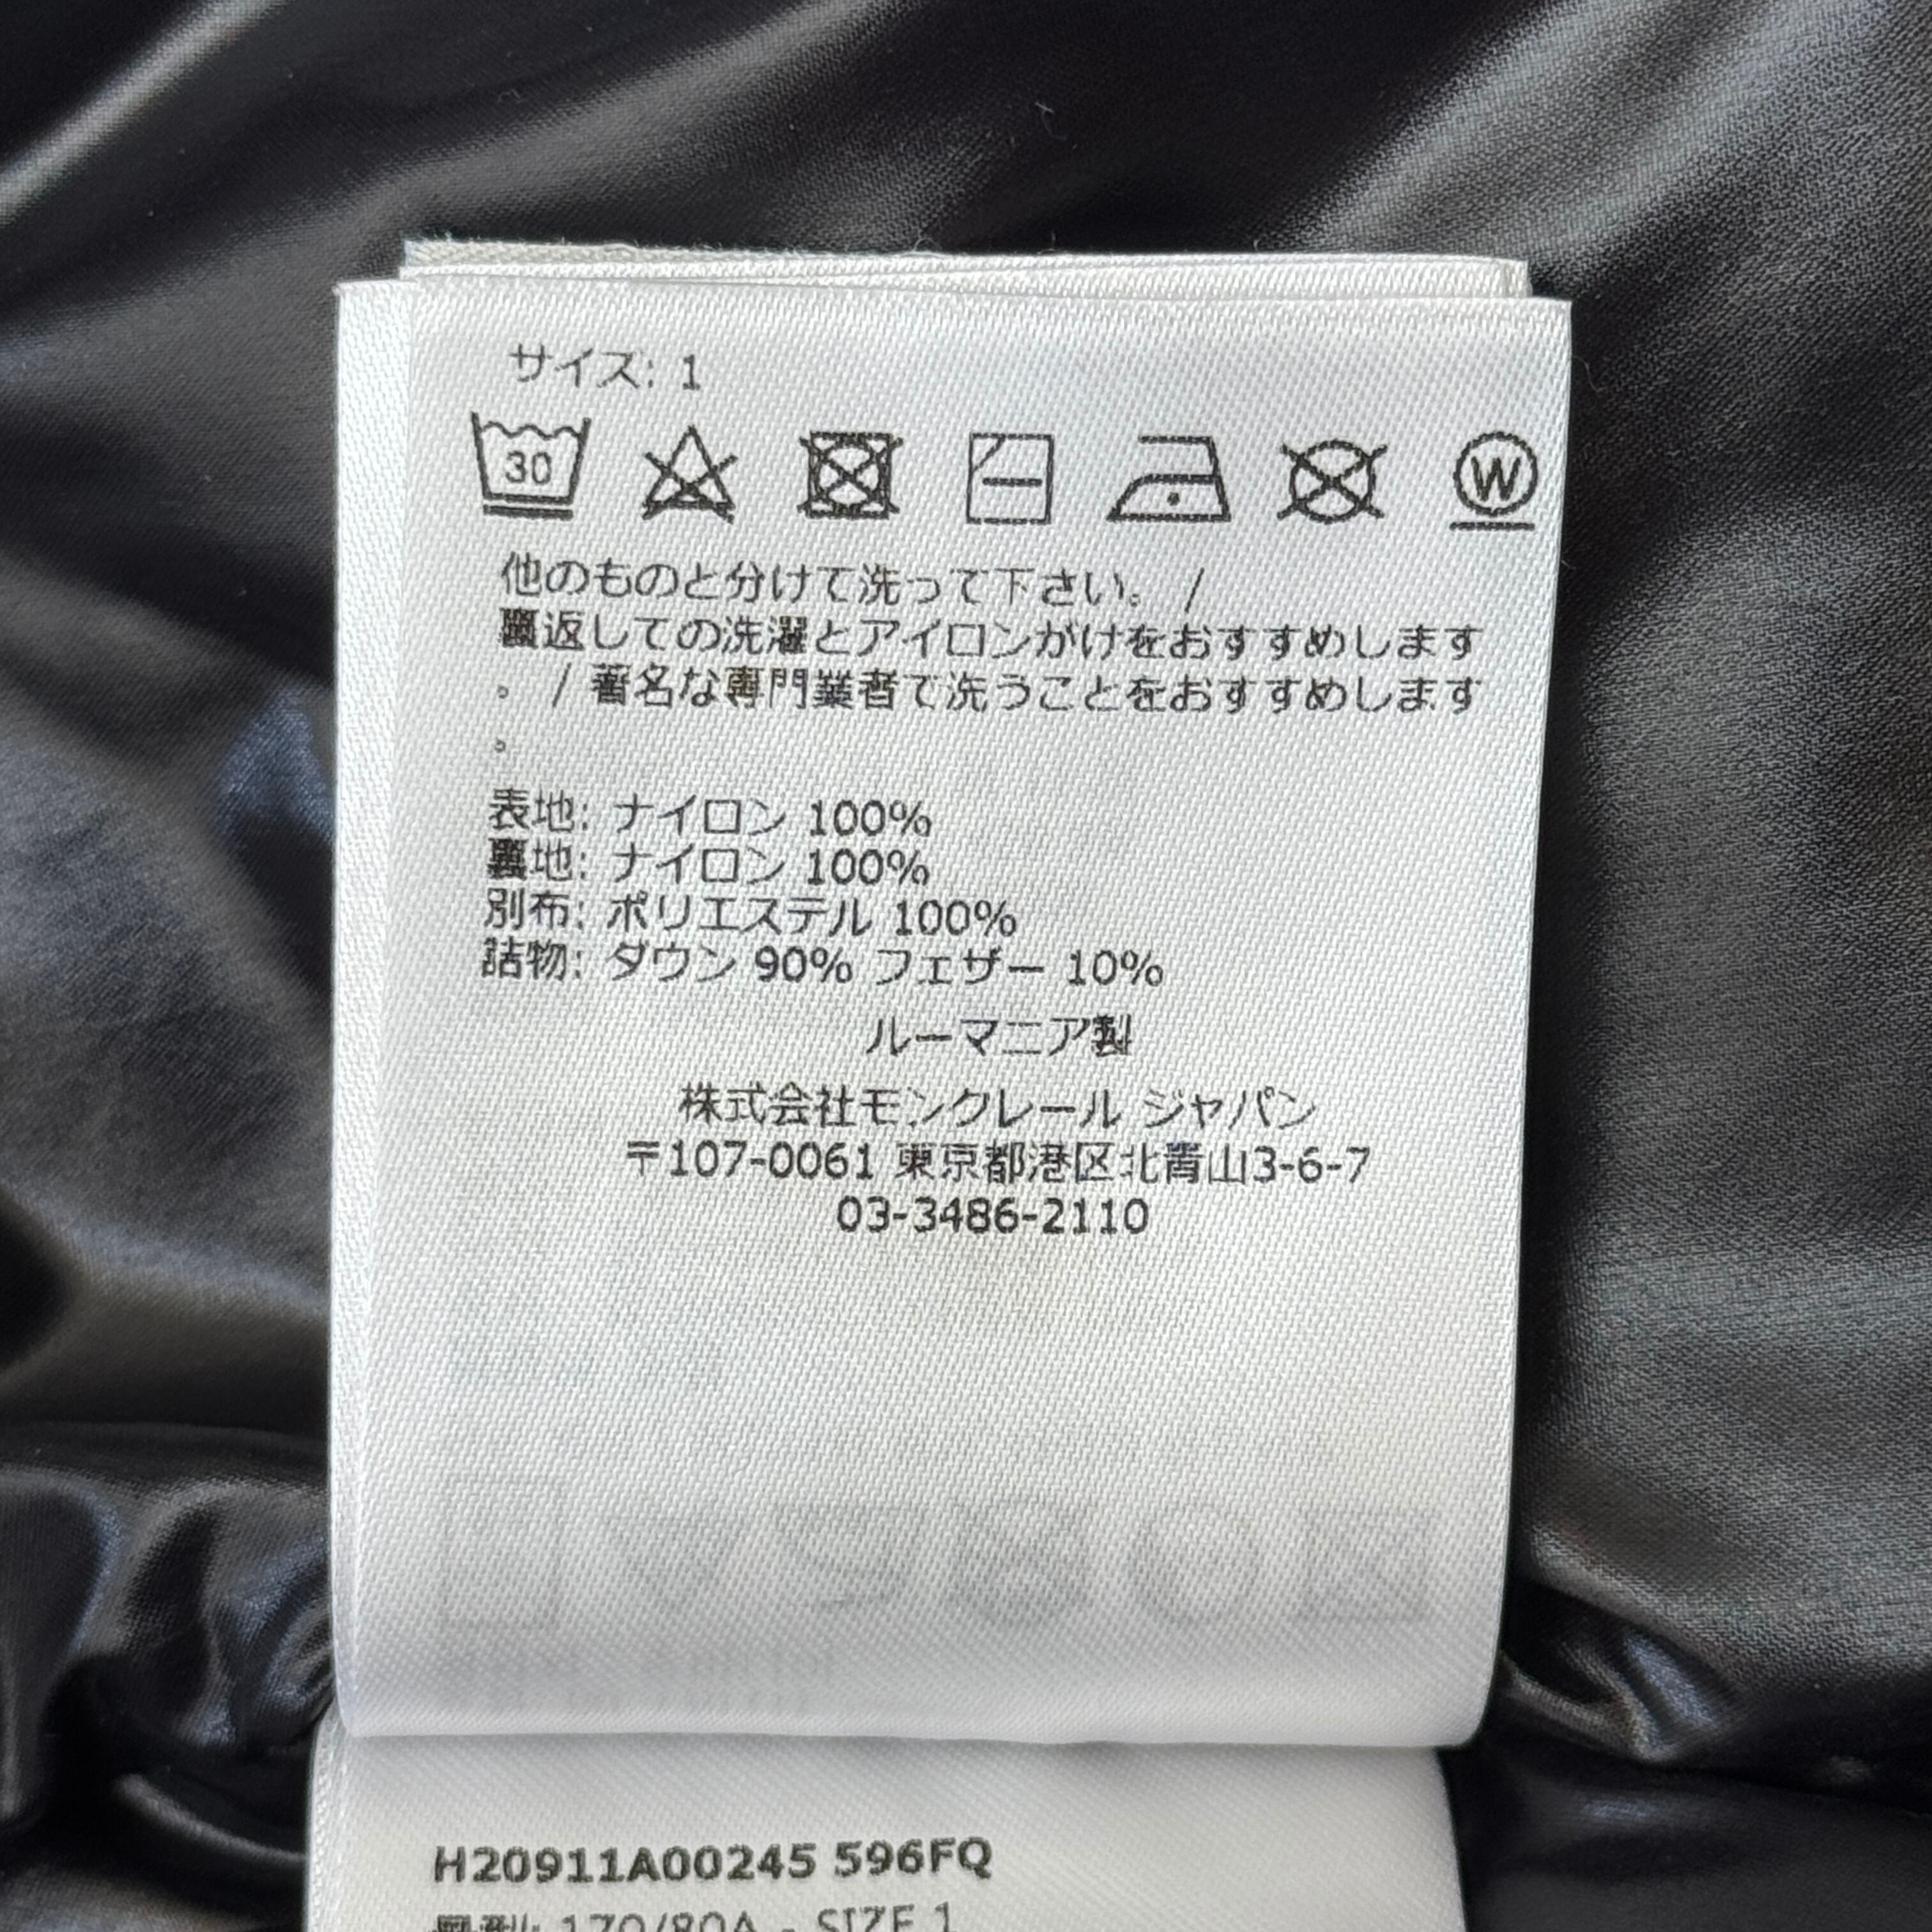 サイズ: 1
30
W
他のものと分けて洗って下さい。 /
裏返しての洗濯とアイロンがけをおすすめします
。 / 著名な専門業者で洗うことをおすすめします
。
表地: ナイロン 100%
裏地: ナイロン 100%
別布: ポリエステル 100%
詰物: ダウン 90% フェザー 10%
ルーマニア製
株式会社モンクレール ジャパン
〒107-0061 東京都港区北青山3-6-7
03-3486-2110
H20911A00245 596FQ
170/80A - SIZE 1